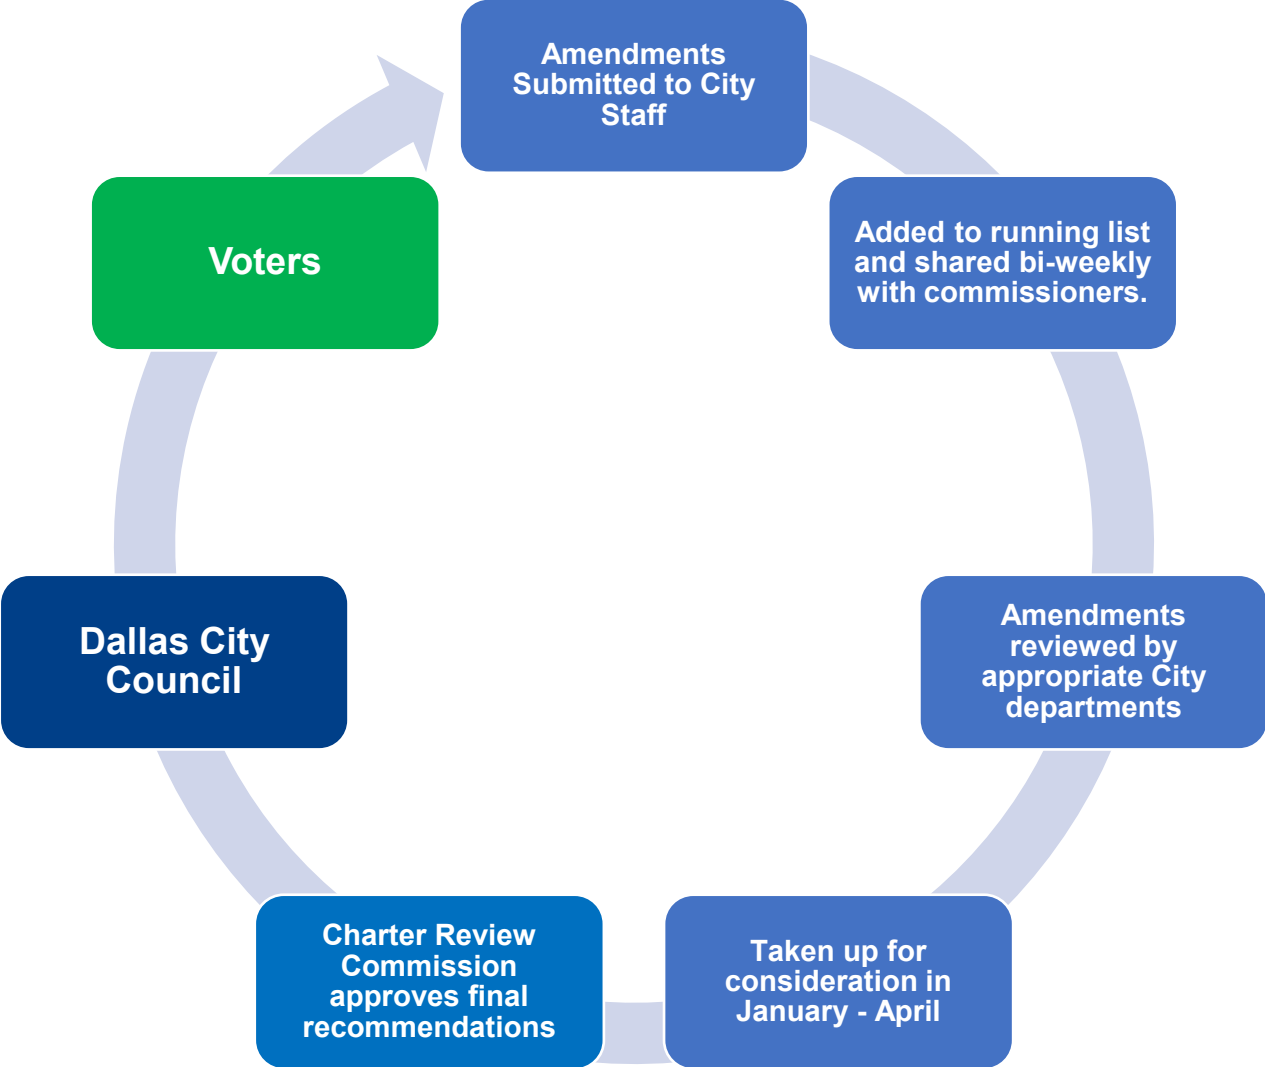 Amendments
Submitted to City
Staff
Added to running list
and shared bi-weekly
with commissioners.
Amendments
reviewed by
appropriate City
departments
Taken up for
consideration in
January - April
Charter Review
Commission
approves final
recommendations
Dallas City
Council
Voters